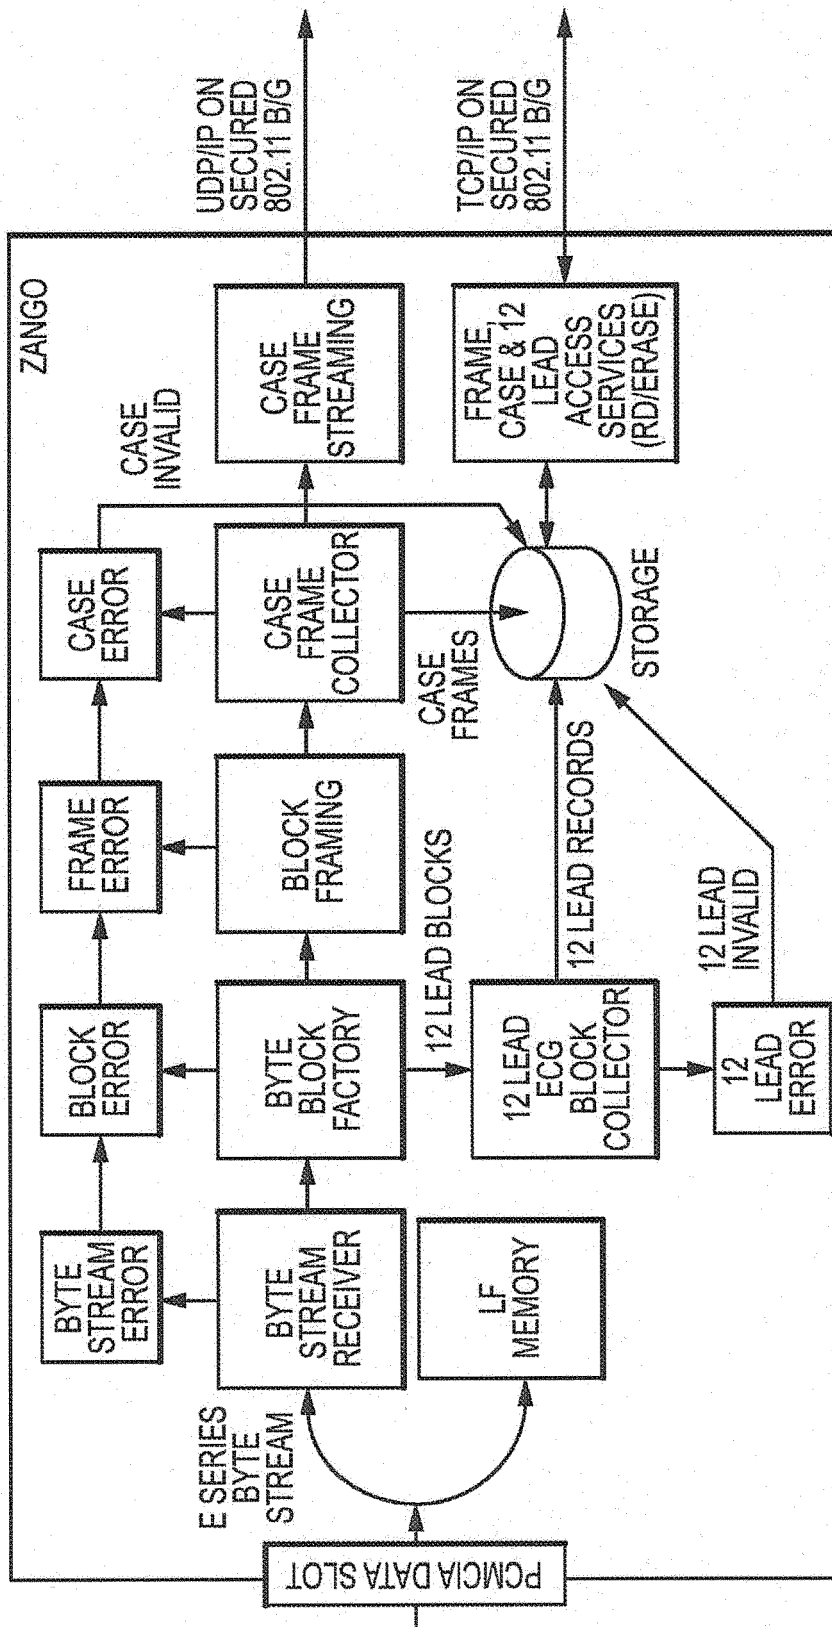 ZANGO
PCMCIA DATA SLOT
E SERIES
BYTE
STREAM
BYTE
STREAM
ERROR
BLOCK
ERROR
FRAME
ERROR
CASE
ERROR
CASE
INVALID
BYTE
STREAM
RECEIVER
BYTE
BLOCK
FACTORY
BLOCK
FRAMING
CASE
FRAME
COLLECTOR
CASE
FRAME
STREAMING
UDP/IP ON
SECURED
802.11 B/G
LF
MEMORY
12 LEAD BLOCKS
CASE
FRAMES
12 LEAD
ECG
BLOCK
COLLECTOR
12 LEAD RECORDS
STORAGE
FRAME,
CASE & 12
LEAD
ACCESS
SERVICES
(RD/ERASE)
TCP/IP ON
SECURED
802.11 B/G
12
LEAD
ERROR
12 LEAD
INVALID